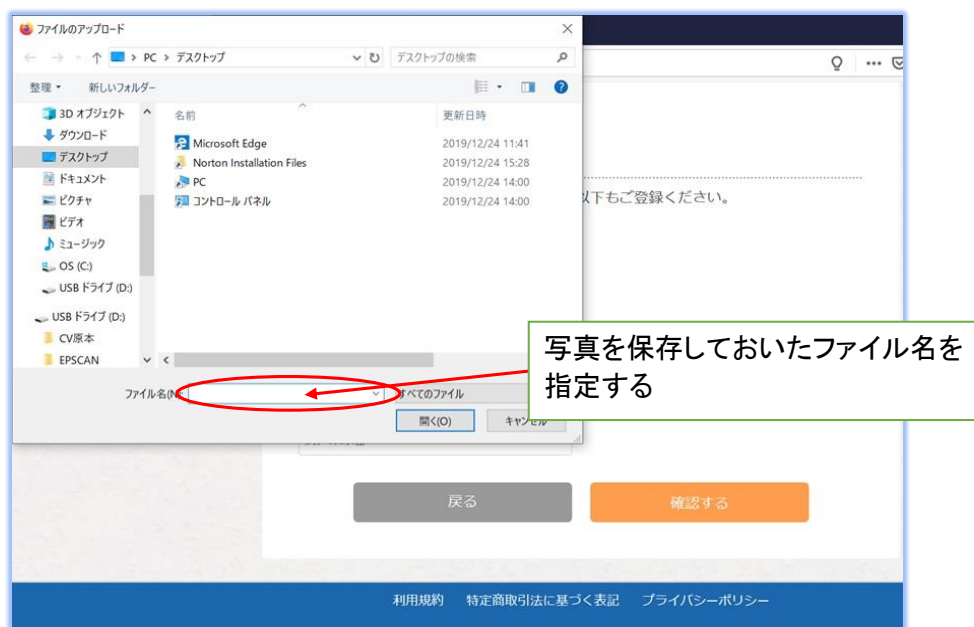 ファイルのアップロード
PC > デスクトップ
デスクトップの検索
整理
新しいフォルダー
3D オブジェクト
ダウンロード
デスクトップ
ドキュメント
ピクチャ
ビデオ
ミュージック
OS (C:)
USB ドライブ (D:)
USB ドライブ (D:)
CV原本
EPSCAN
名前 更新日時
Microsoft Edge 2019/12/24 11:41
Norton Installation Files 2019/12/24 15:28
PC 2019/12/24 14:00
コントロール パネル 2019/12/24 14:00
以下もご登録ください。
写真を保存しておいたファイル名を
指定する
ファイル名(N):
すべてのファイル
開く(O) キャンセル
戻る 確認する
利用規約 特定商取引法に基づく表記 プライバシーポリシー